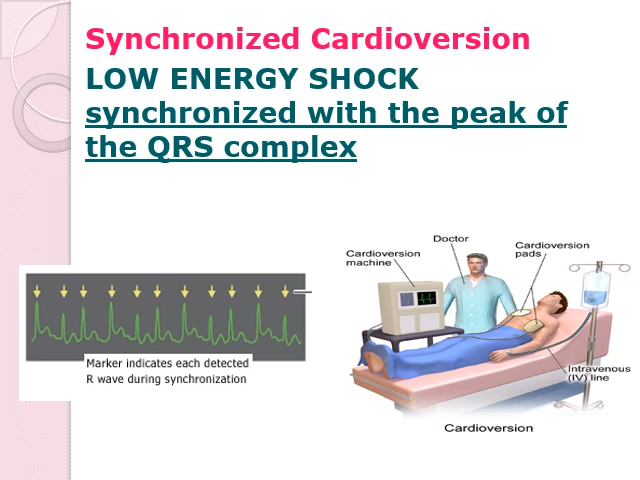 Synchronized Cardioversion
LOW ENERGY SHOCK
synchronized with the peak of
the QRS complex
Marker indicates each detected
R wave during synchronization
Doctor
Cardioversion
machine
Cardioversion
pads
Intravenous
(IV) line
Cardioversion